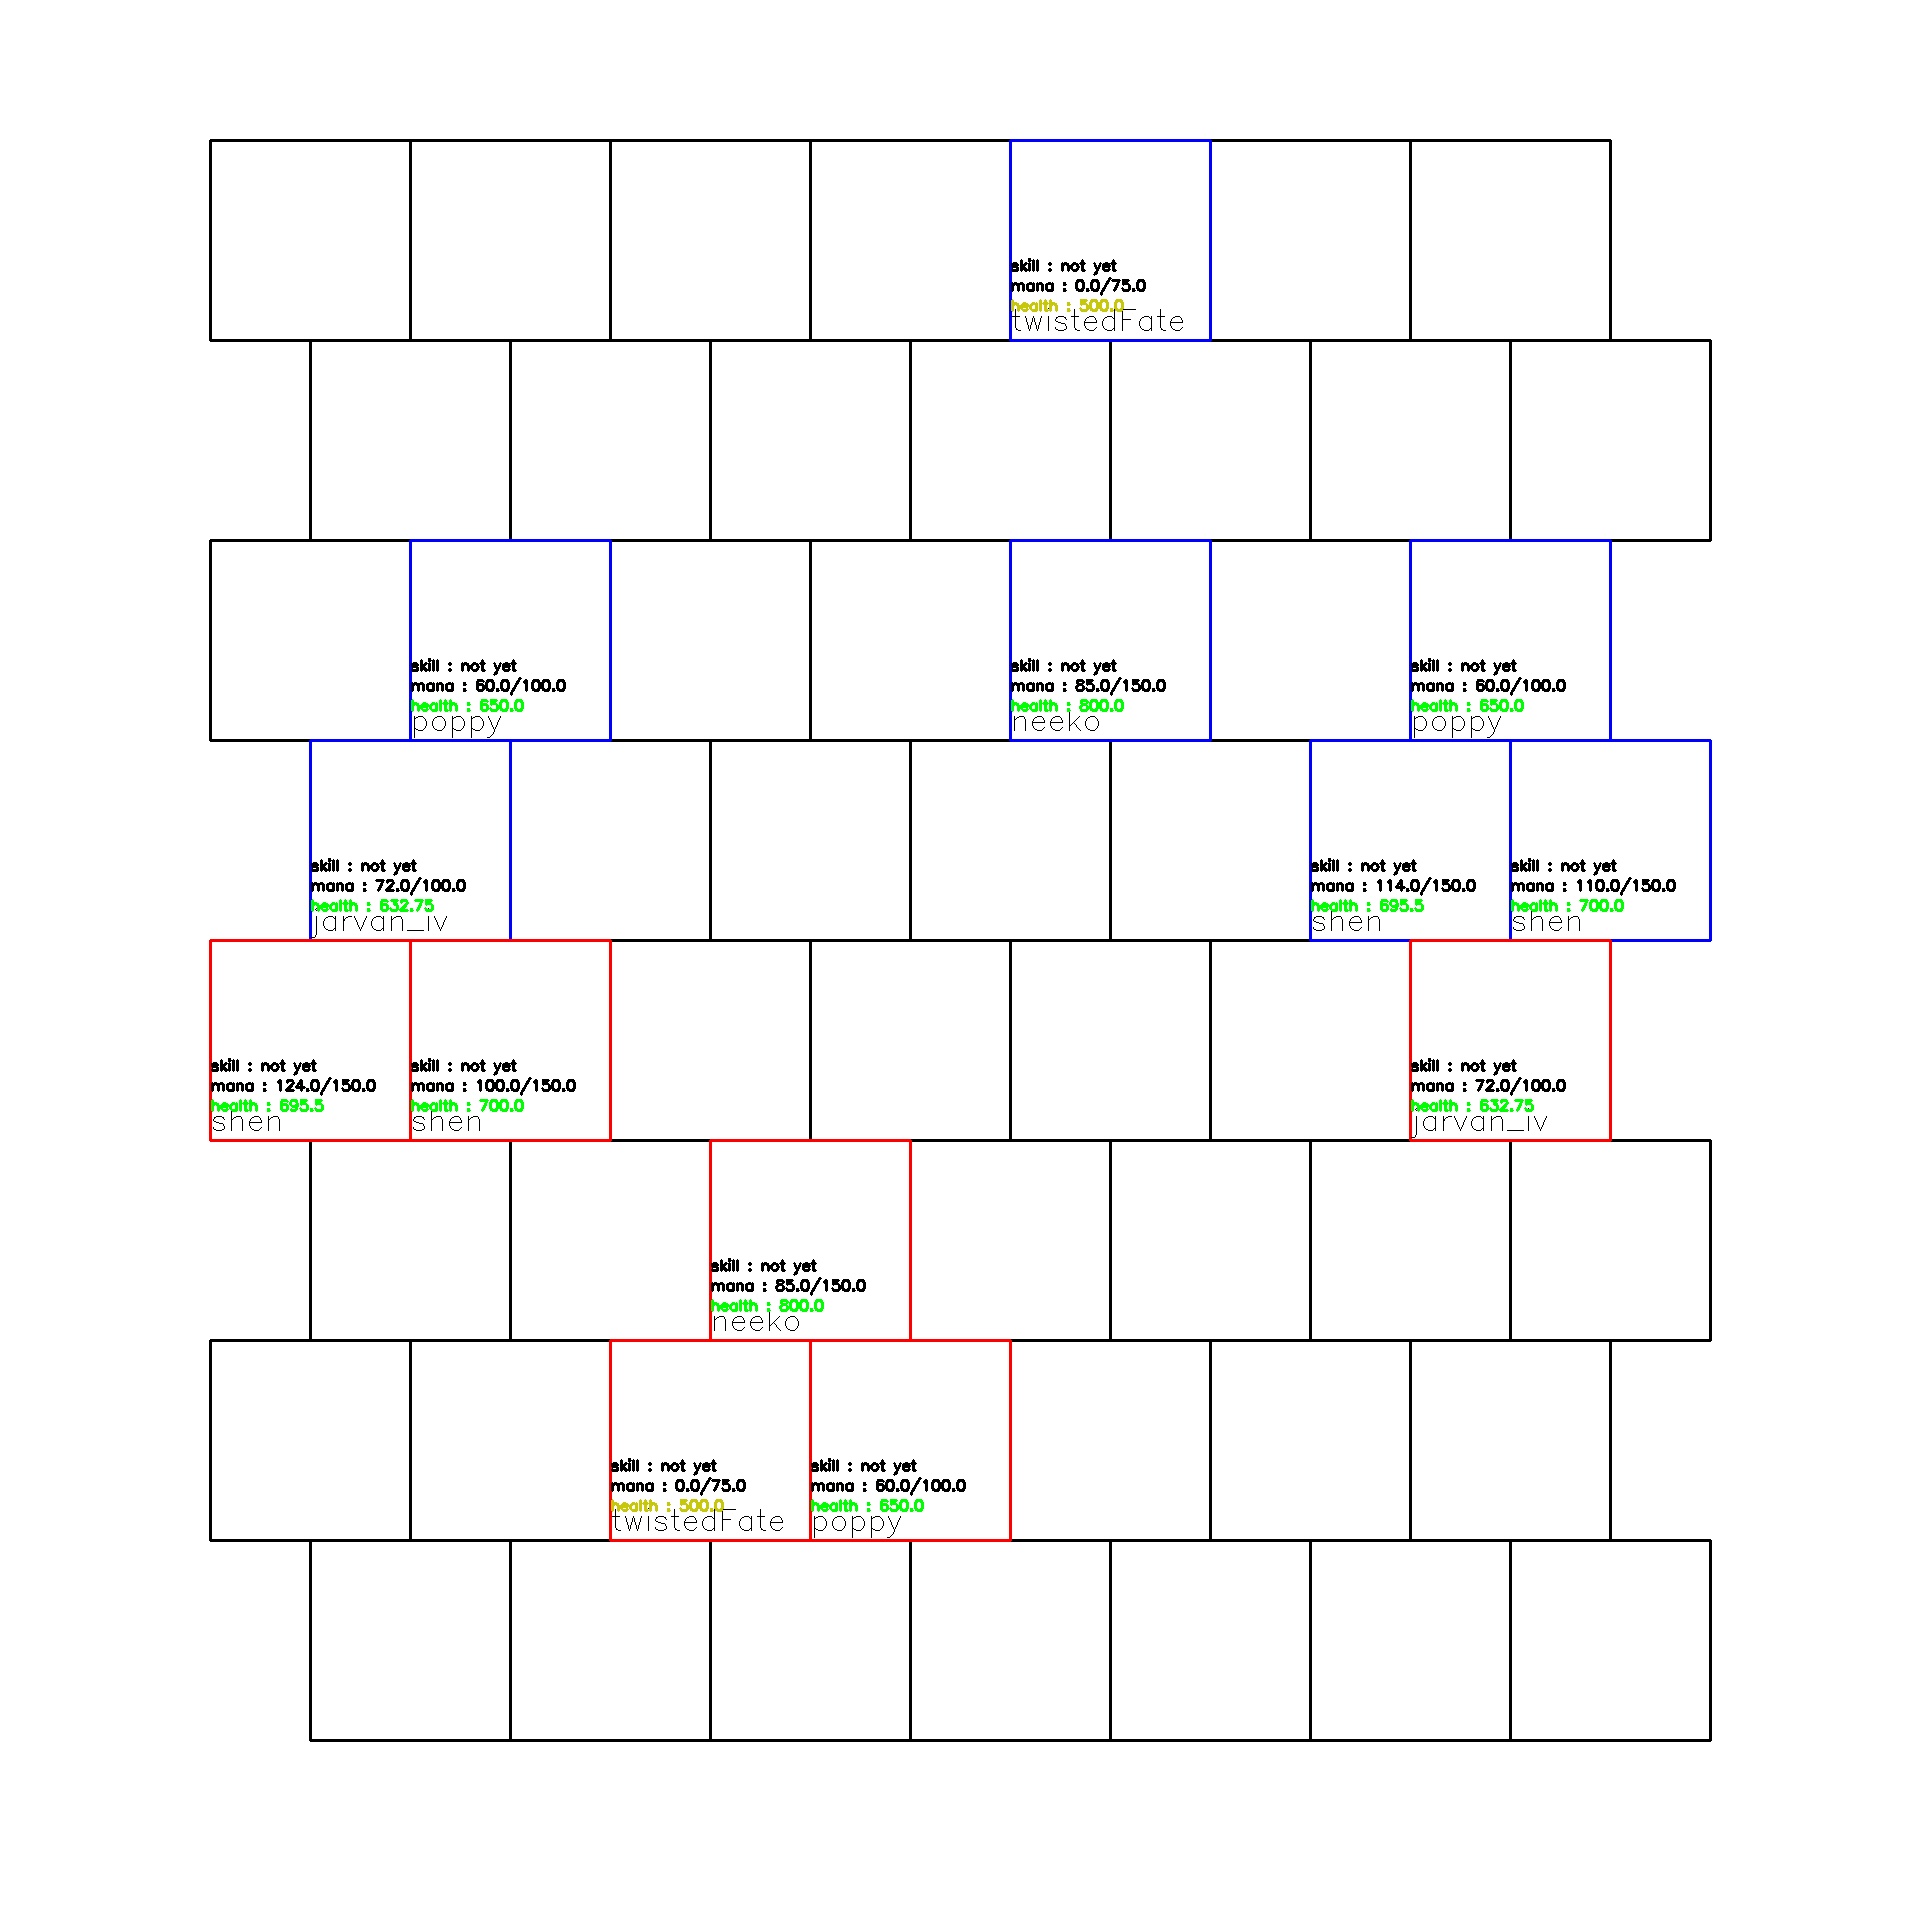 skill : not yet
mana : 0.0/75.0
health : 500.0
twistedFate
skill : not yet
mana : 60.0/100.0
health : 650.0
poppy
skill : not yet
mana : 85.0/150.0
health : 800.0
neeko
skill : not yet
mana : 60.0/100.0
health : 650.0
poppy
skill : not yet
mana : 72.0/100.0
health : 632.75
jarvan_iv
skill : not yet
mana : 114.0/150.0
health : 695.5
shen
skill : not yet
mana : 110.0/150.0
health : 700.0
shen
skill : not yet
mana : 124.0/150.0
health : 695.5
shen
skill : not yet
mana : 100.0/150.0
health : 700.0
shen
skill : not yet
mana : 72.0/100.0
health : 632.75
jarvan_iv
skill : not yet
mana : 85.0/150.0
health : 800.0
neeko
skill : not yet
mana : 0.0/75.0
health : 500.0
twistedFate
skill : not yet
mana : 60.0/100.0
health : 650.0
poppy